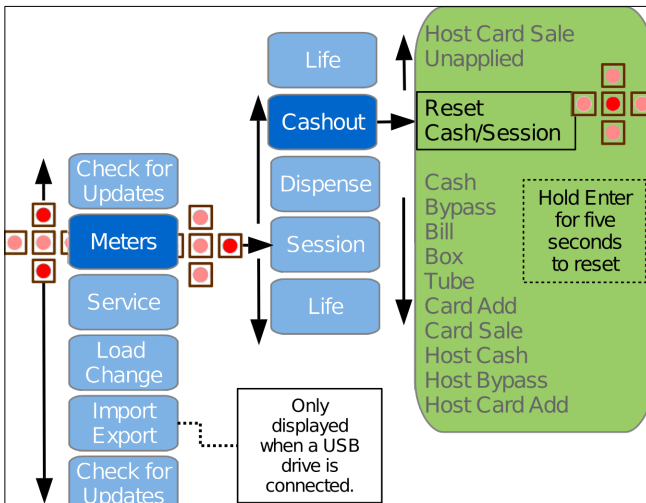 Check for
Updates
Meters
Service
Load
Change
Import
Export
Check for
Updates
Life
Cashout
Dispense
Session
Life
Only
displayed
when a USB
drive is
connected.
Host Card Sale
Unapplied
Reset
Cash/Session
Cash
Bypass
Bill
Box
Tube
Card Add
Card Sale
Host Cash
Host Bypass
Host Card Add
Hold Enter
for five
seconds
to reset